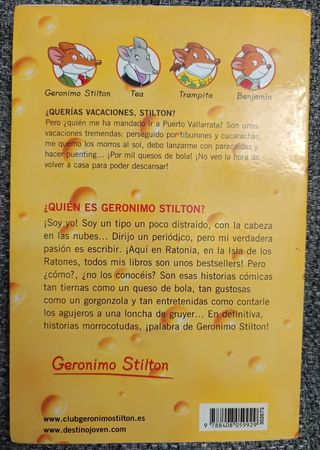 Geronimo Stilton
Tea
Trampita
Benjamín
¿QUERÍAS VACACIONES, STILTON?
Pero ¿quién me ha mandado ir a Puerto Vallarrata? Son unas
vacaciones tremendas: perseguido por tiburones y cucarachas,
me quemo los morros al sol, debo lanzarme con paracaídas y
hacer puenting... ¡Por mil quesos de bola! ¡No veo la hora de
volver a casa para poder descansar!
¿QUIÉN ES GERONIMO STILTON?
¡Soy yo! Soy un tipo un poco distraído, con la cabeza
en las nubes... Dirijo un periódico, pero mi verdadera
pasión es escribir. ¡Aquí en Ratonia, en la Isla de los
Ratones, todos mis libros son unos bestsellers! Pero
¿cómo?, ¿no los conocéis? Son esas historias cómicas
tan tiernas como un queso de bola, tan gustosas
como un gorgonzola y tan entretenidas como contarle
los agujeros a una loncha de gruyer... En definitiva,
historias morrocotudas, ¡palabra de Geronimo Stilton!
Geronimo Stilton
www.clubgeronimostilton.es
www.destinojoven.com
9 788408 059929
302673